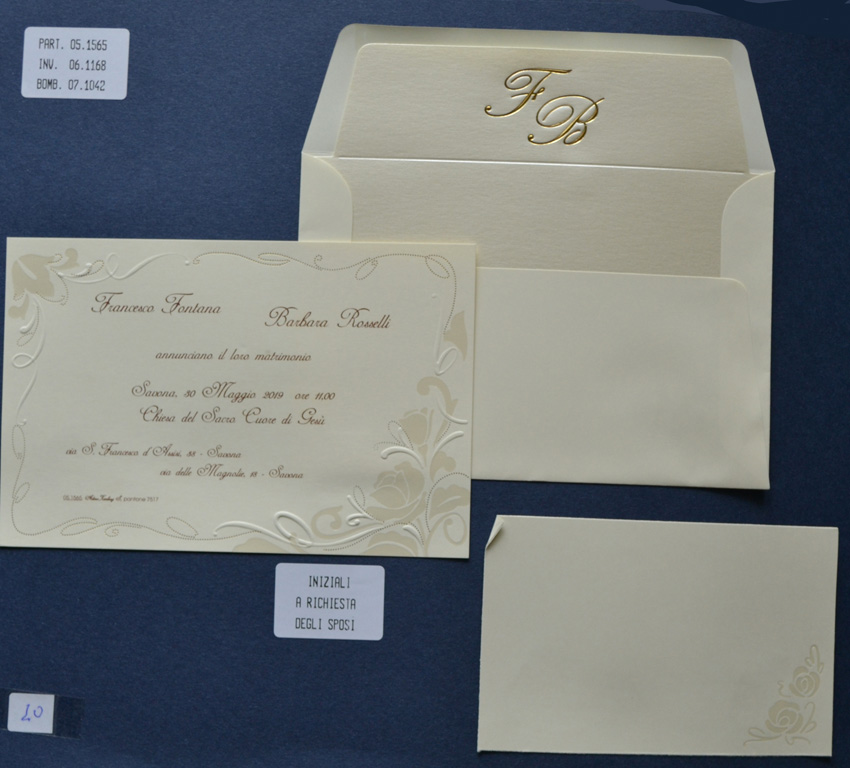 PART. 05.1565
INV. 06.1168
BOMB. 07.1042
F B
Francesco Fontana
Barbara Rosselli
annunciano il loro matrimonio
Savona, 30 Maggio 2019 ore 11.00
Chiesa del Sacro Cuore di Gesù
via S. Francesco d'Assisi, 38 - Savona
via delle Magnolie, 18 - Savona
pantone 7517
INIZIALI
A RICHIESTA
DEGLI SPOSI
20